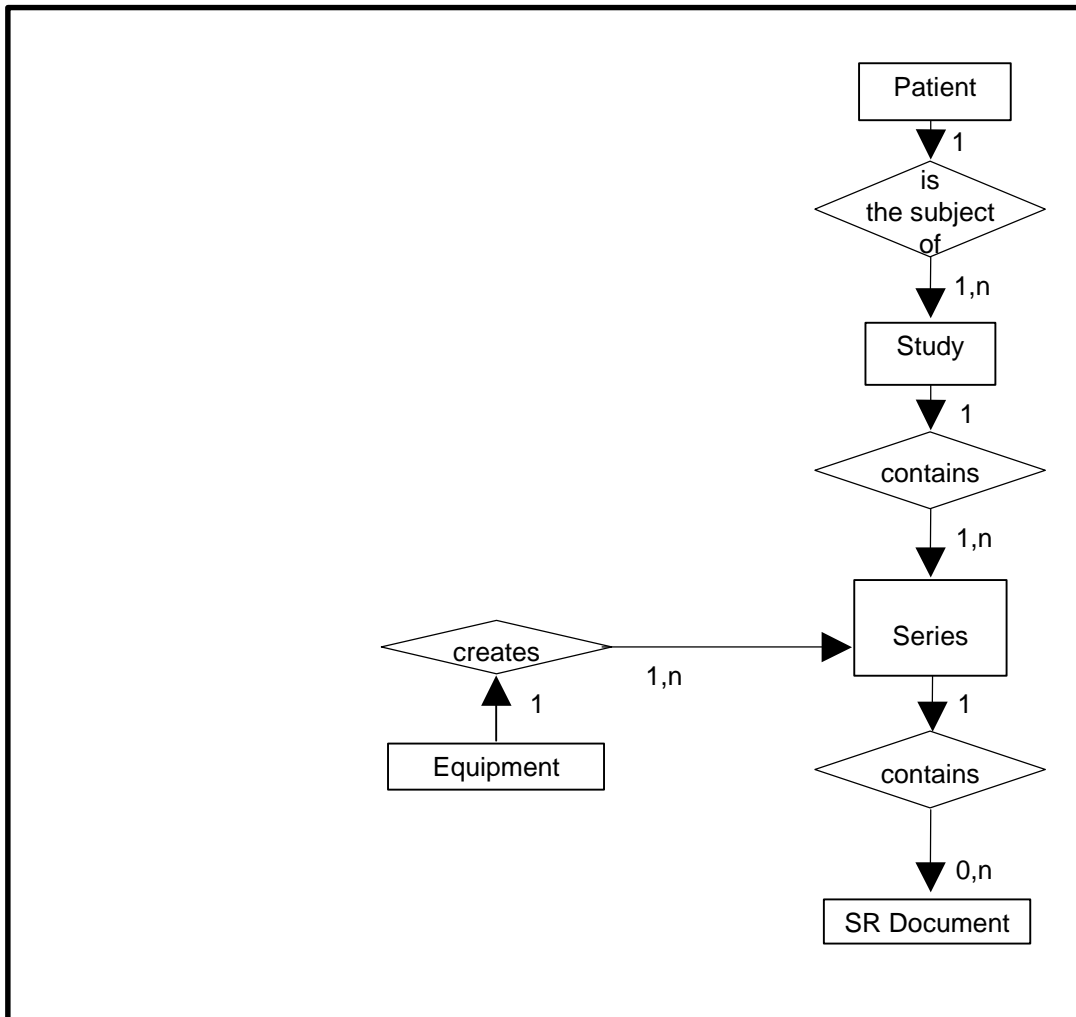 Patient
1
is
the subject
of
1,n
Study
1
contains
1,n
Series
creates
1,n
1
1
Equipment
contains
0,n
SR Document